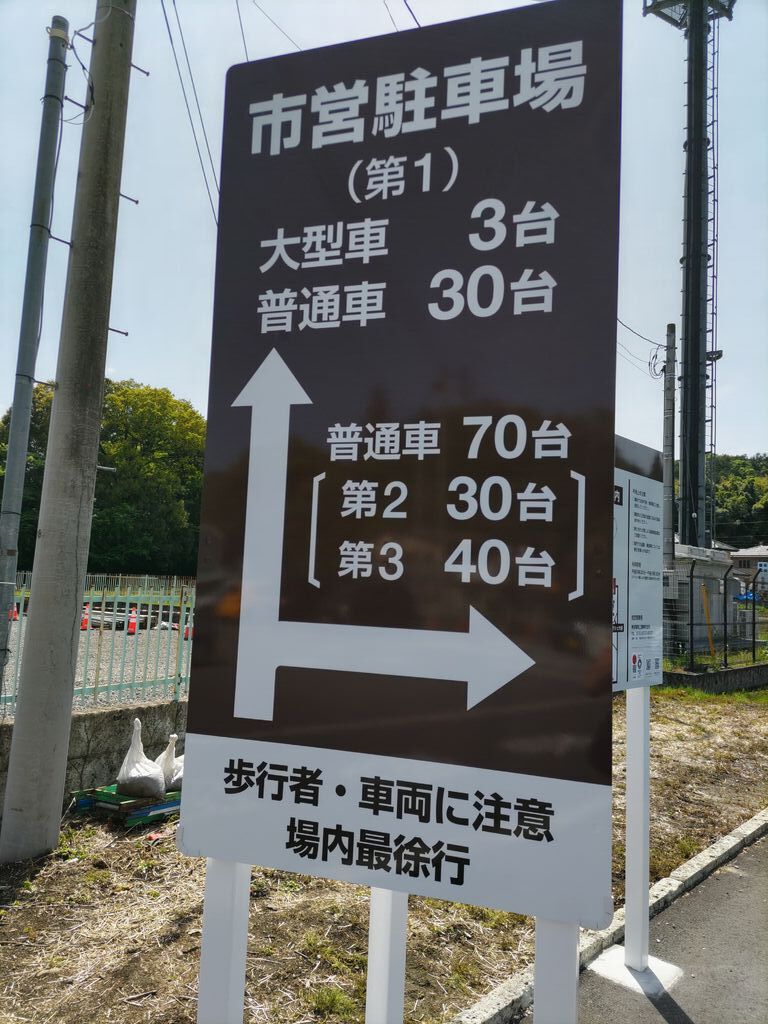 市営駐車場
（第1）
大型車 3台
普通車 30台
普通車 70台
第2 30台
第3 40台
歩行者・車両に注意
場内最徐行